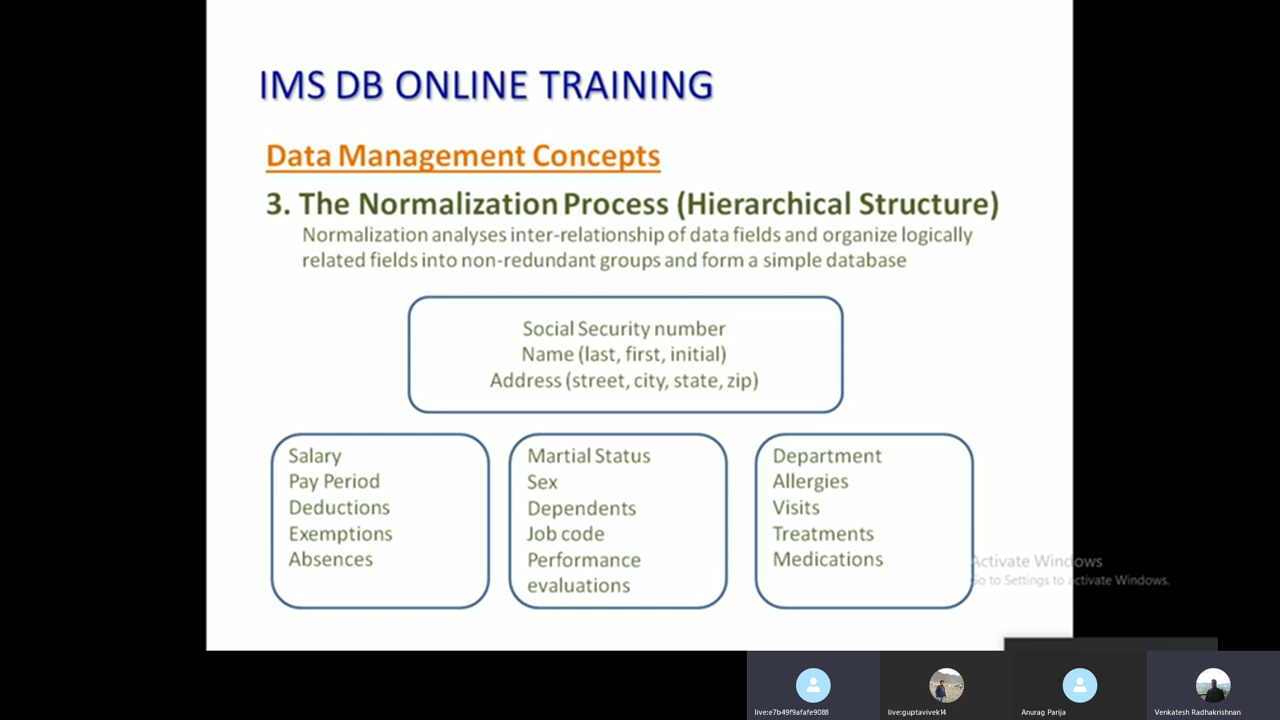 IMS DB ONLINE TRAINING
Data Management Concepts
3. The Normalization Process (Hierarchical Structure)
Normalization analyses inter-relationship of data fields and organize logically
related fields into non-redundant groups and form a simple database
Social Security number
Name (last, first, initial)
Address (street, city, state, zip)
Salary
Pay Period
Deductions
Exemptions
Absences
Martial Status
Sex
Dependents
Job code
Performance
evaluations
Department
Allergies
Visits
Treatments
Medications
Activate Windows
Go to Settings to activate Windows.
live:e7b49f9afafe9088
live:guptavivek14
Anurag Parija
Venkatesh Radhakrishnan